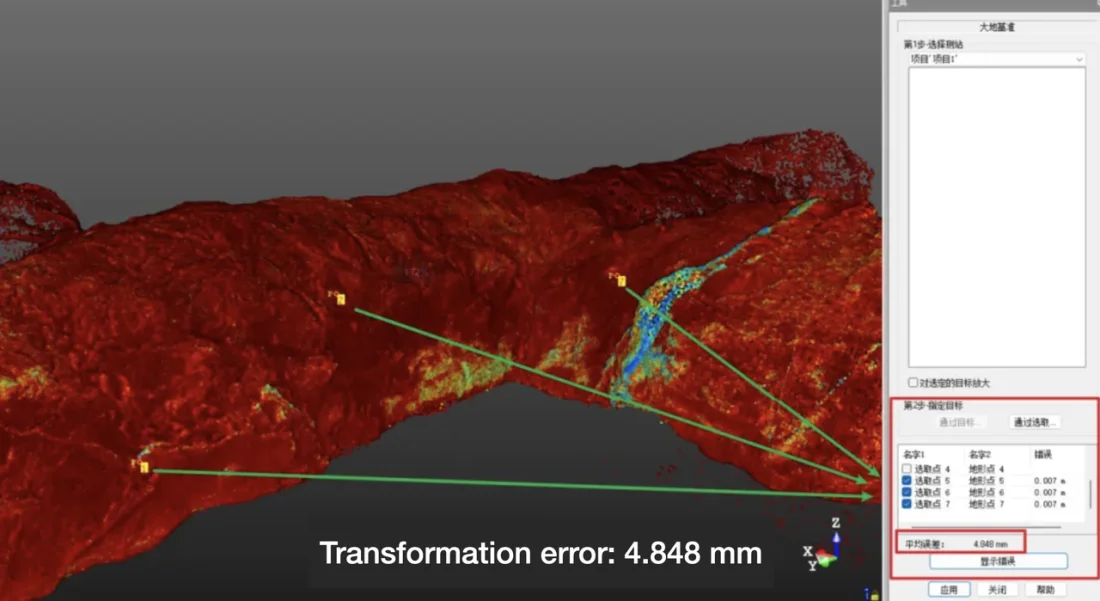 工具
大地基准
第1步-选择测站
项目'项目1'
对选定的目标放大
第2步-指定目标
通过目标... 通过选取...
名字1 名字2 错误
选取点 4 地形点 4
选取点 5 地形点 5 0.007 m
选取点 6 地形点 6 0.007 m
选取点 7 地形点 7 0.007 m
平均误差: 4.848 mm
显示错误
应用 关闭 帮助
Z
X
Y
Transformation error: 4.848 mm